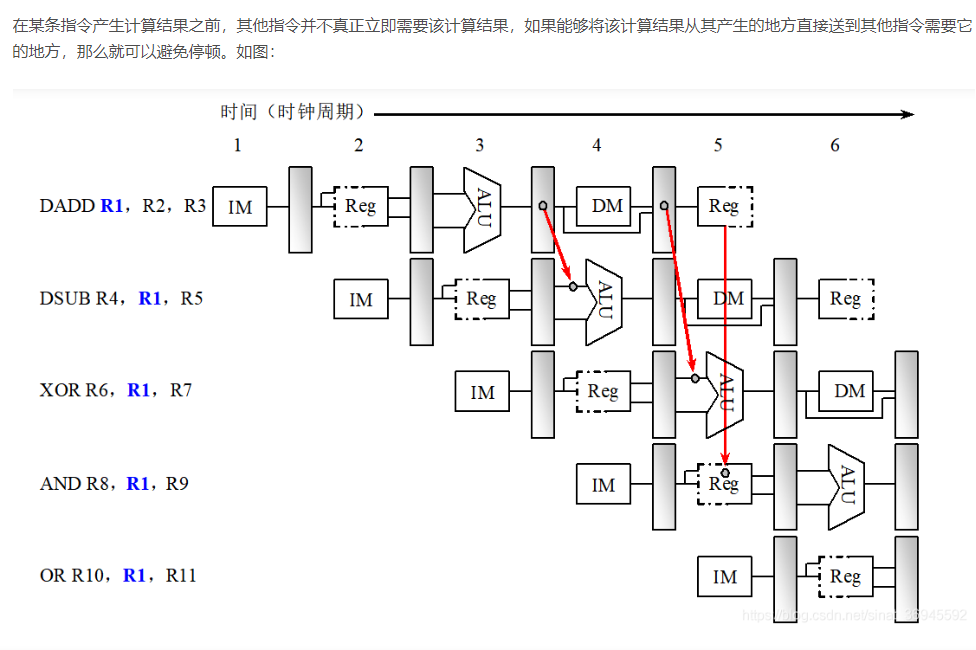 在某条指令产生计算结果之前，其他指令并不真正立即需要该计算结果，如果能够将该计算结果从其产生的地方直接送到其他指令需要它
的地方，那么就可以避免停顿。如图：
时间（时钟周期）
1 2 3 4 5 6
DADD R1，R2，R3 IM Reg ALU DM Reg
DSUB R4，R1，R5 IM Reg ALU DM Reg
XOR R6，R1，R7 IM Reg ALU DM
AND R8，R1，R9 IM Reg ALU
OR R10，R1，R11 IM Reg